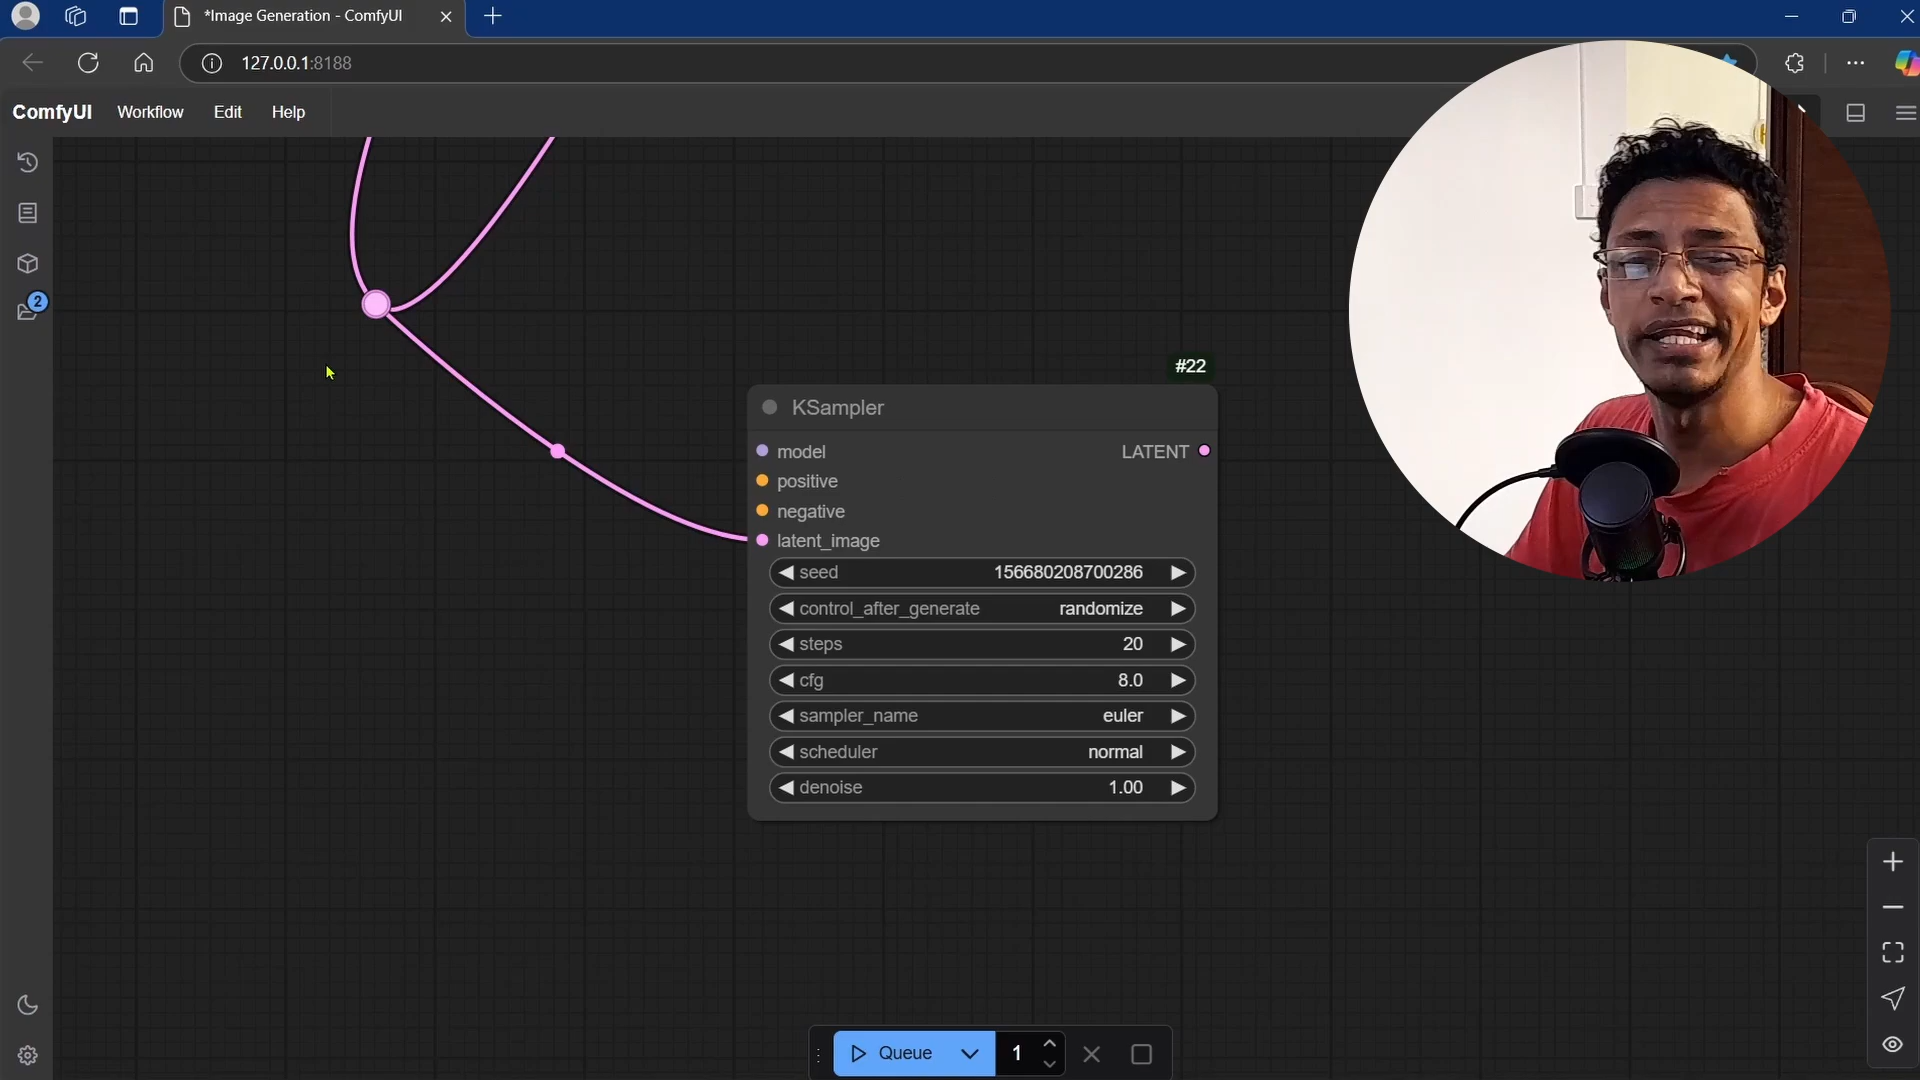 *Image Generation - ComfyUI
127.0.0.1:8188
ComfyUI Workflow Edit Help
2
#22
KSampler
model LATENT
positive
negative
latent_image
seed 156680208700286
control_after_generate randomize
steps 20
cfg 8.0
sampler_name euler
scheduler normal
denoise 1.00
Queue 1